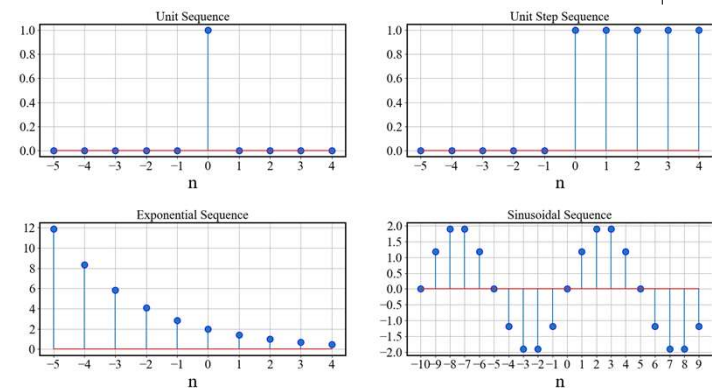 Unit Sequence
1.0
0.8
0.6
0.4
0.2
0.0
−5 −4 −3 −2 −1 0 1 2 3 4
n
Unit Step Sequence
1.0
0.8
0.6
0.4
0.2
0.0
−5 −4 −3 −2 −1 0 1 2 3 4
n
Exponential Sequence
12
10
8
6
4
2
0
−5 −4 −3 −2 −1 0 1 2 3 4
n
Sinusoidal Sequence
2.0
1.5
1.0
0.5
0.0
−0.5
−1.0
−1.5
−2.0
−10−9 −8 −7 −6 −5 −4 −3 −2 −1 0 1 2 3 4 5 6 7 8 9
n